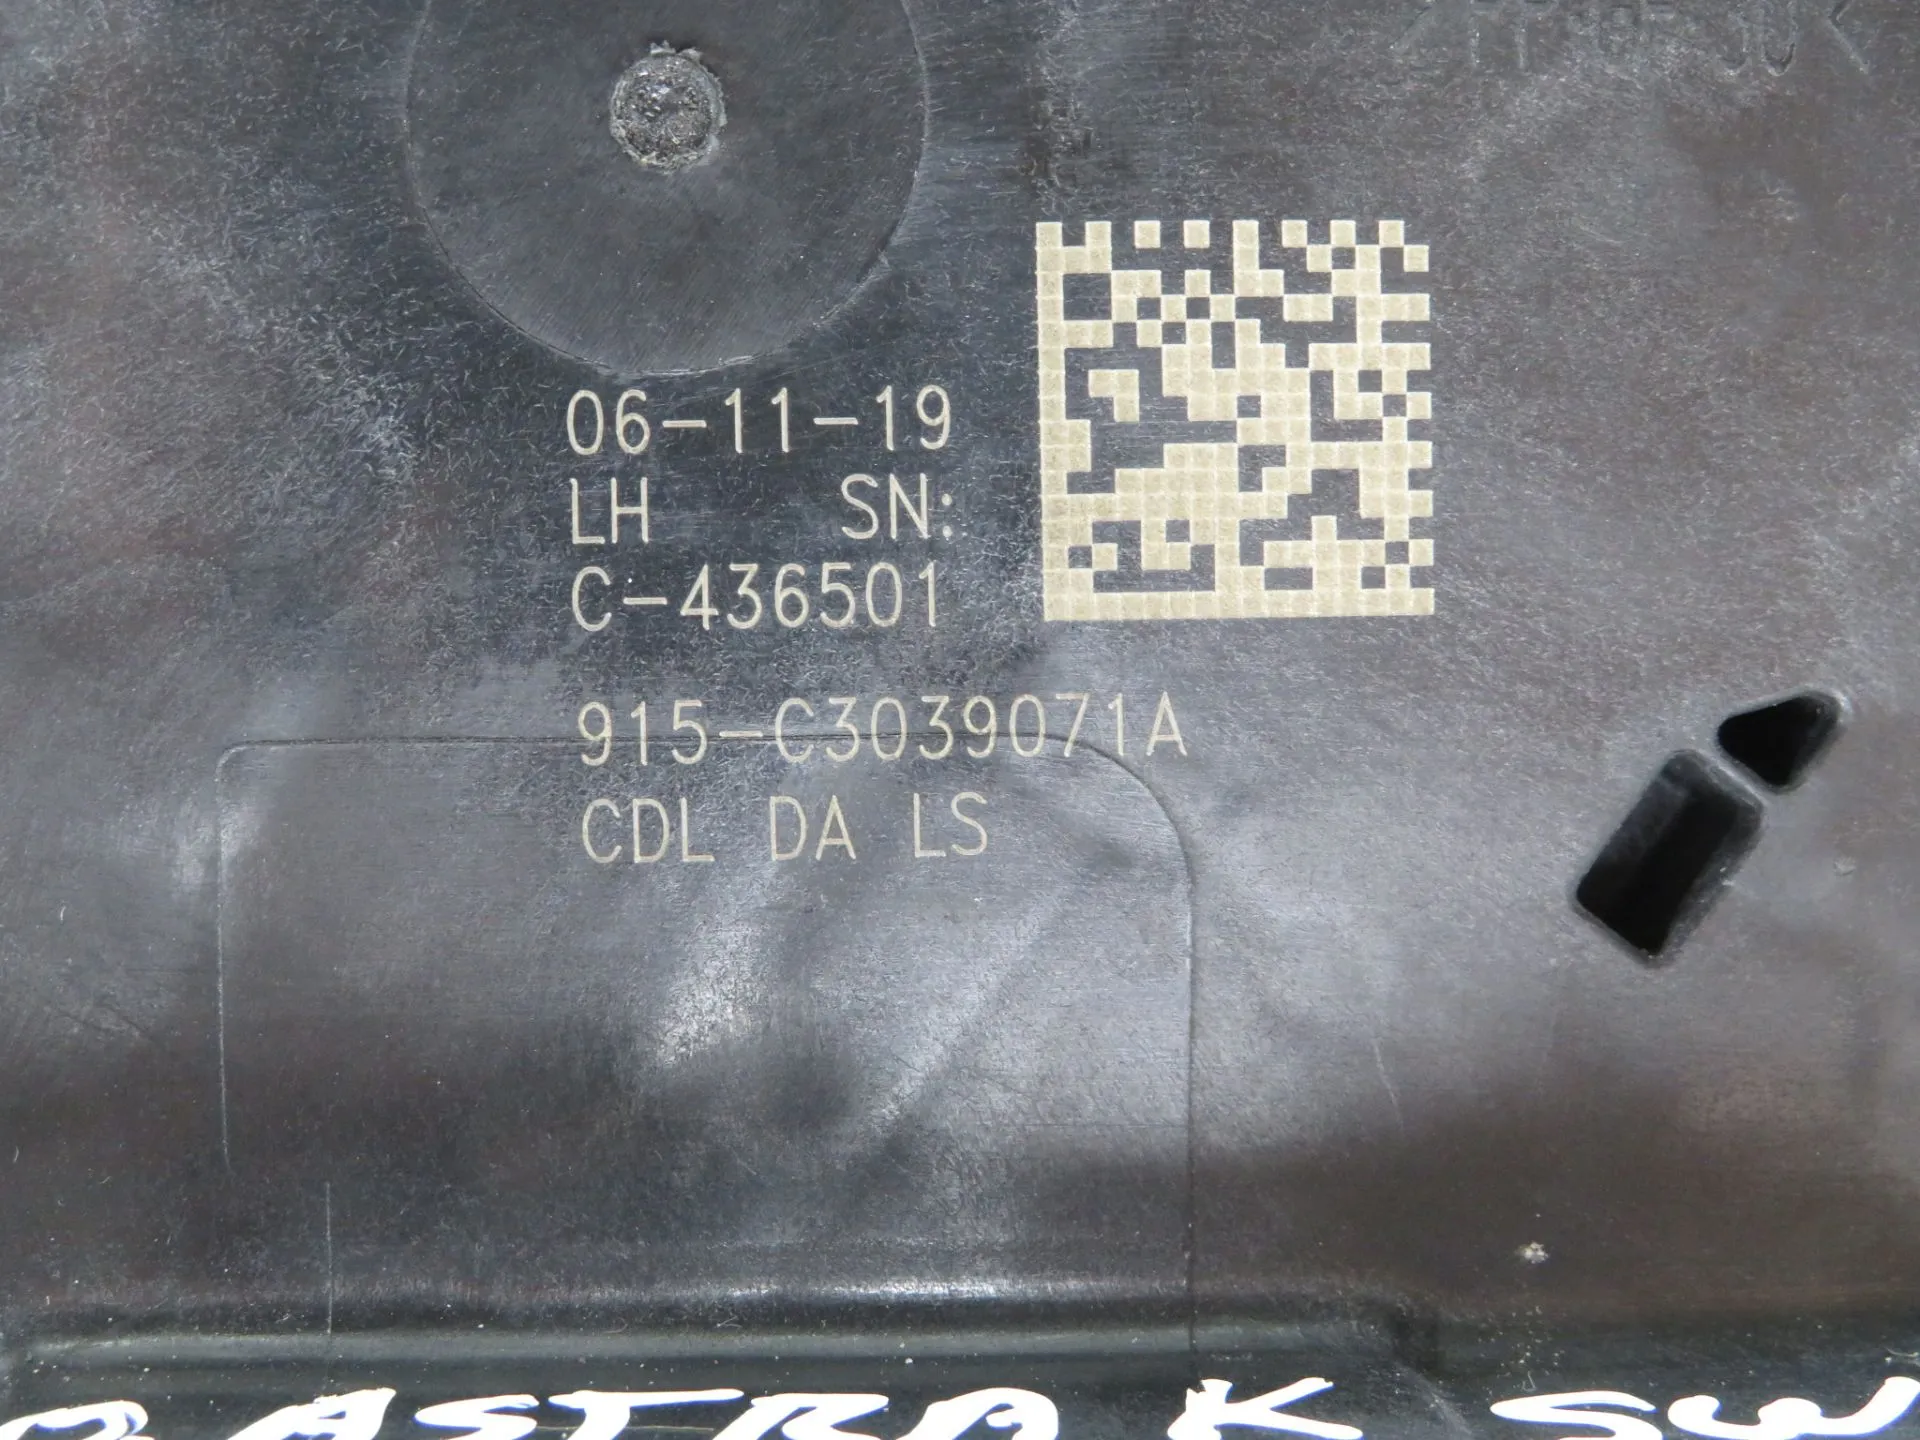 06-11-19
LH SN:
C-436501
915-C3039071A
CDL DA LS
ASTRA K SW